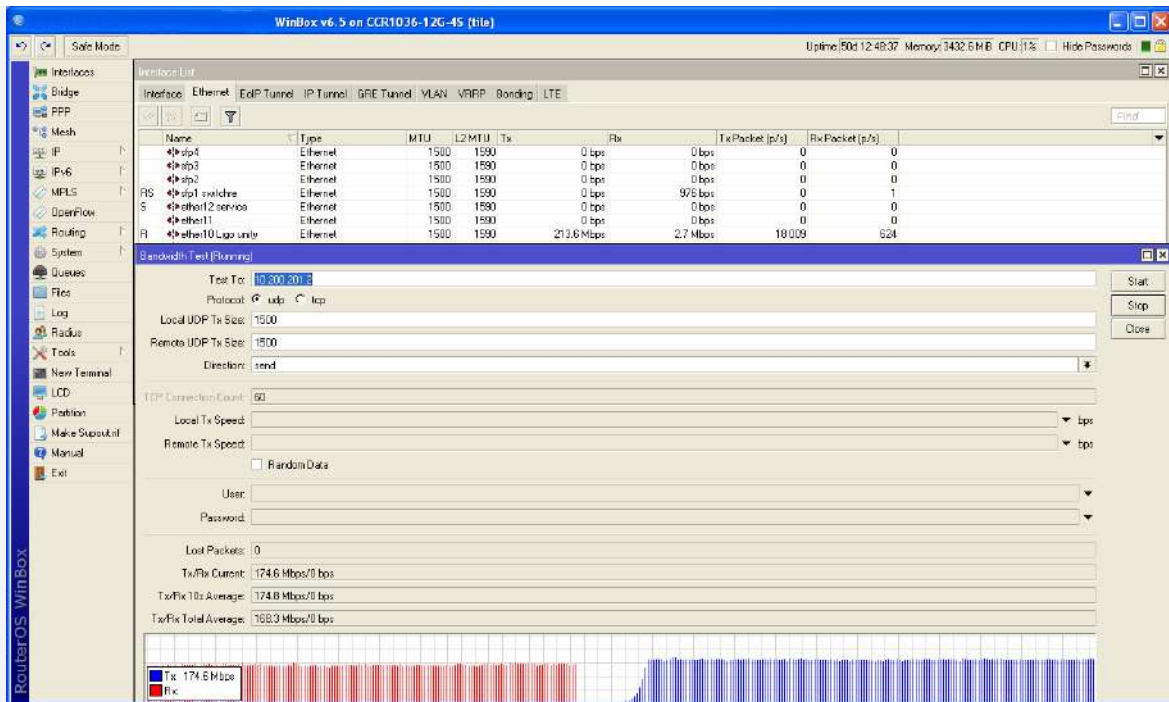 WinBox v6.5 on CCR1036-12G-4S (tile)
Safe Mode
Uptime: 50d 12:48:37 Memory: 3432.6 MiB CPU: 1% Hide Passwords
Interfaces
Bridge
PPP
Mesh
IP
IPv6
MPLS
OpenFlow
Routing
System
Queues
Files
Log
Radius
Tools
New Terminal
LCD
Partition
Make Supout.rif
Manual
Exit
RouterOS WinBox
Interface List
Interface Ethernet EoIP Tunnel IP Tunnel GRE Tunnel VLAN VRRP Bonding LTE
Find
Name Type MTU L2 MTU Tx Rx Tx Packet (p/s) Rx Packet (p/s)
sfp4 Ethernet 1500 1590 0 bps 0 bps 0 0
sfp3 Ethernet 1500 1590 0 bps 0 bps 0 0
sfp2 Ethernet 1500 1590 0 bps 0 bps 0 0
RS sfp1 Ethernet 1500 1590 0 bps 976 bps 0 1
S ether12 service Ethernet 1500 1590 0 bps 0 bps 0 0
ether11 Ethernet 1500 1590 0 bps 0 bps 0 0
R ether10 Ligo unity Ethernet 1500 1590 213.6 Mbps 2.7 Mbps 18 009 624
Bandwidth Test (Running)
Test To: 10.200.201.2
Protocol: udp tcp
Local UDP Tx Size: 1500
Remote UDP Tx Size: 1500
Direction: send
TCP Connection Count: 60
Local Tx Speed: bps
Remote Tx Speed: bps
Random Data
User:
Password:
Lost Packets: 0
Tx/Rx Current: 174.6 Mbps/0 bps
Tx/Rx 10s Average: 174.8 Mbps/0 bps
Tx/Rx Total Average: 168.3 Mbps/0 bps
Start
Stop
Close
Tx: 174.6 Mbps
Rx: